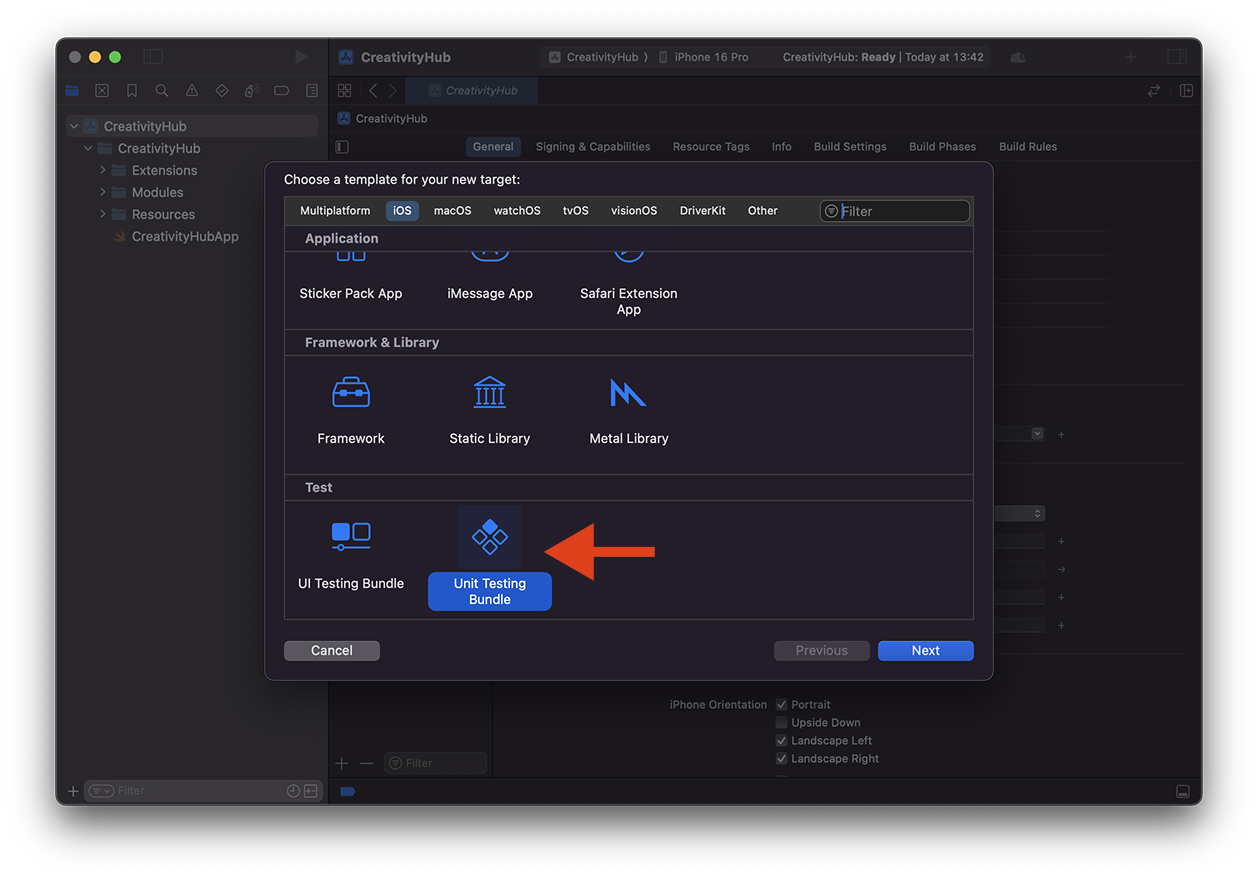 CreativityHub
CreativityHub
iPhone 16 Pro
CreativityHub: Ready | Today at 13:42
CreativityHub
CreativityHub
CreativityHub
CreativityHub
Extensions
Modules
Resources
CreativityHubApp
General
Signing & Capabilities
Resource Tags
Info
Build Settings
Build Phases
Build Rules
Choose a template for your new target:
Multiplatform
iOS
macOS
watchOS
tvOS
visionOS
DriverKit
Other
Filter
Application
Sticker Pack App
iMessage App
Safari Extension
App
Framework & Library
Framework
Static Library
Metal Library
Test
UI Testing Bundle
Unit Testing
Bundle
Cancel
Previous
Next
iPhone Orientation
Portrait
Upside Down
Landscape Left
Landscape Right
Filter
Filter